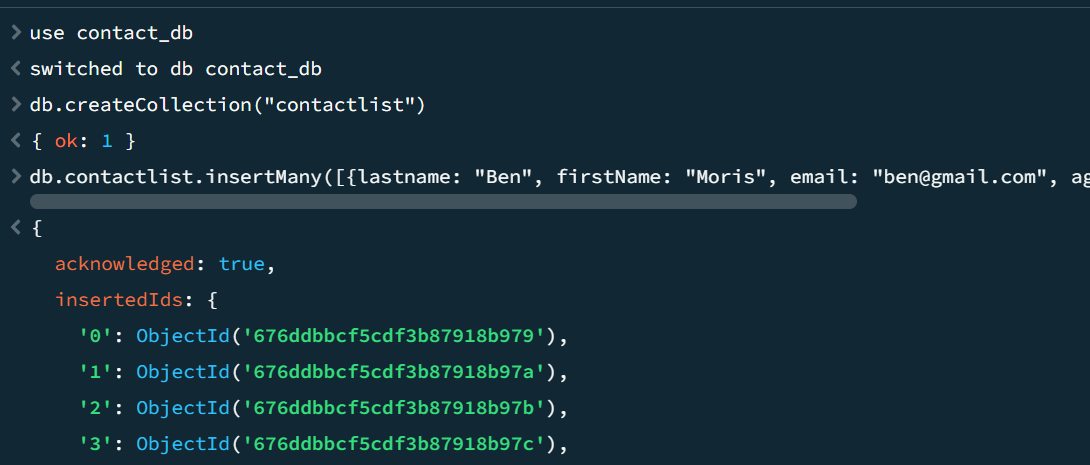 use contact_db
switched to db contact_db
db.createCollection("contactlist")
{ ok: 1 }
db.contactlist.insertMany([{lastname: "Ben", firstName: "Moris", email: "ben@gmail.com", ag
{
acknowledged: true,
insertedIds: {
'0': ObjectId('676ddbbcf5cdf3b87918b979'),
'1': ObjectId('676ddbbcf5cdf3b87918b97a'),
'2': ObjectId('676ddbbcf5cdf3b87918b97b'),
'3': ObjectId('676ddbbcf5cdf3b87918b97c'),